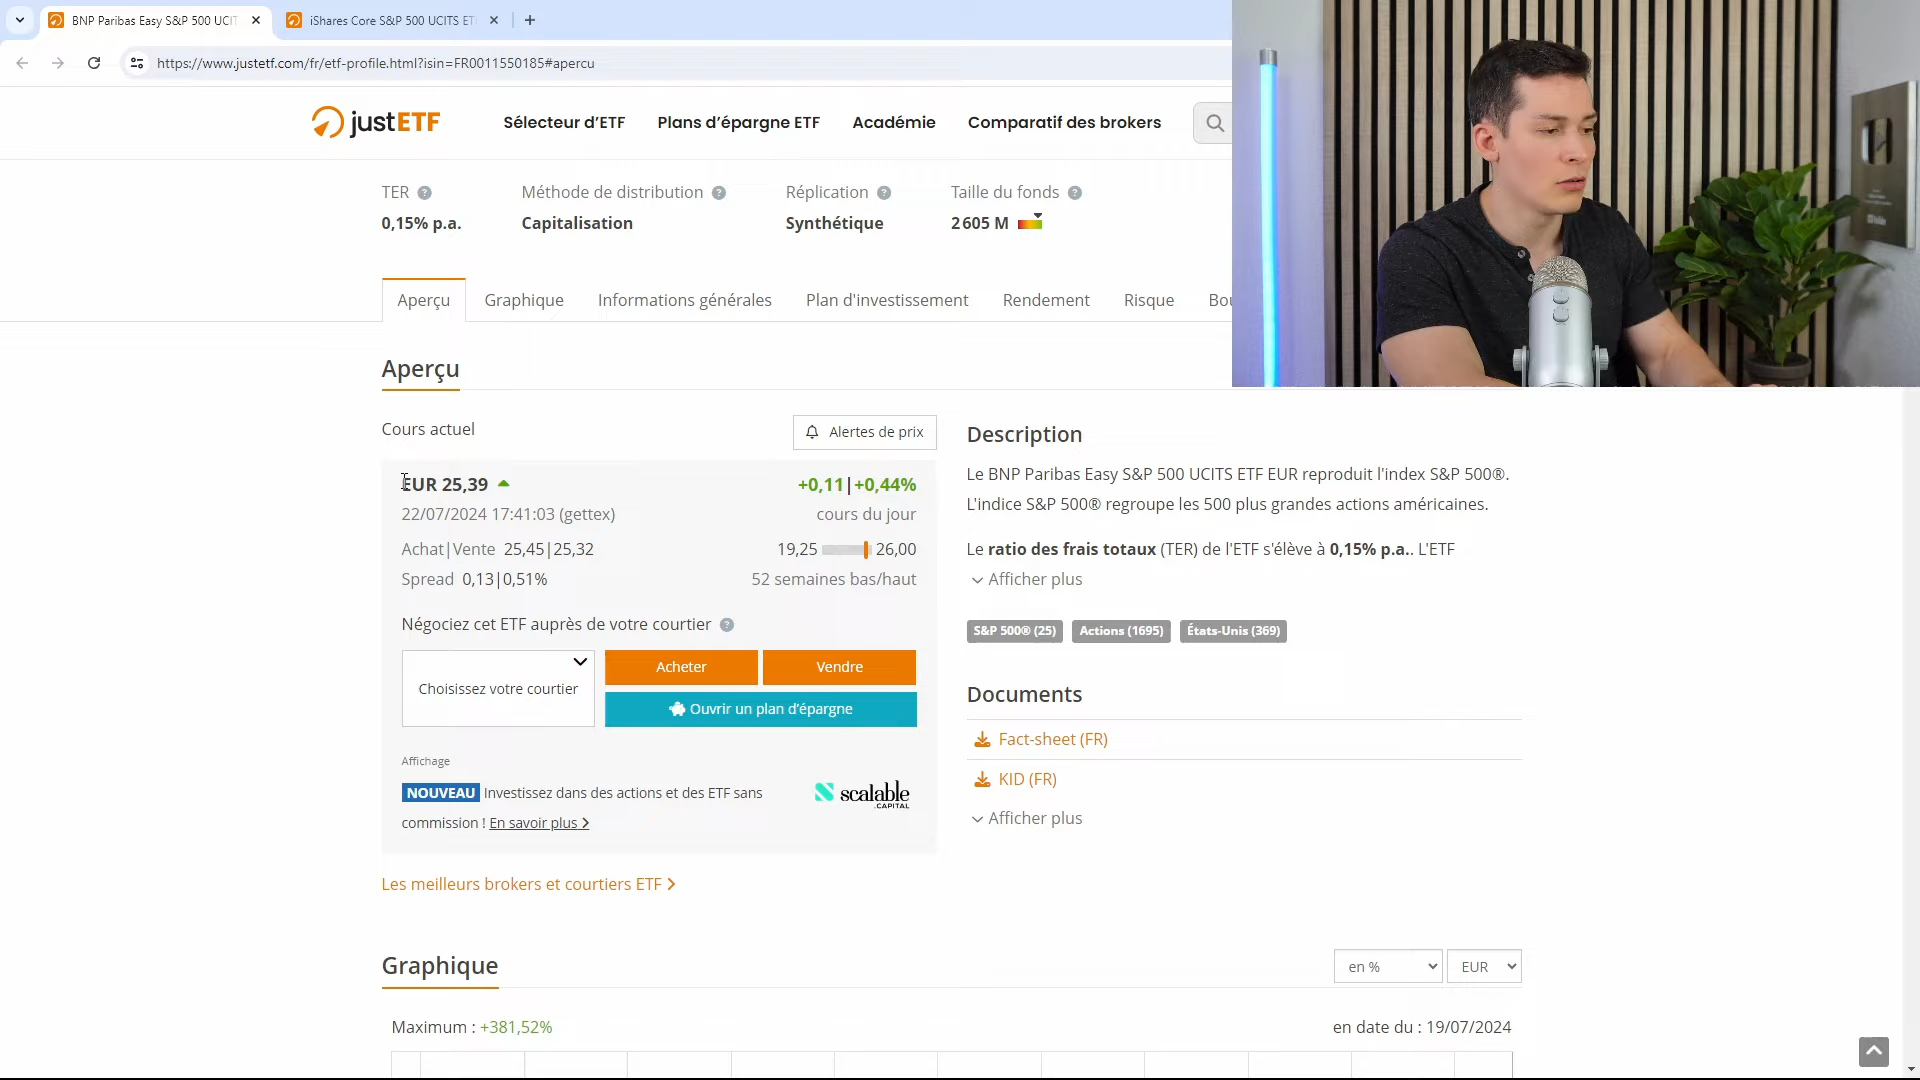 BNP Paribas Easy S&P 500 UCIT
iShares Core S&P 500 UCITS ET
https://www.justetf.com/fr/etf-profile.html?isin=FR0011550185#apercu
justETF
Sélecteur d’ETF
Plans d’épargne ETF
Académie
Comparatif des brokers
TER ?
Méthode de distribution ?
Réplication ?
Taille du fonds ?
0,15% p.a.
Capitalisation
Synthétique
2 605 M
Aperçu
Graphique
Informations générales
Plan d'investissement
Rendement
Risque
Bou
Aperçu
Cours actuel
Alertes de prix
EUR 25,39
+0,11|+0,44%
22/07/2024 17:41:03 (gettex)
cours du jour
Achat|Vente 25,45|25,32
19,25
26,00
Spread 0,13|0,51%
52 semaines bas/haut
Négociez cet ETF auprès de votre courtier ?
Choisissez votre courtier
Acheter
Vendre
Ouvrir un plan d’épargne
Affichage
NOUVEAU Investissez dans des actions et des ETF sans
commission ! En savoir plus
scalable
CAPITAL
Les meilleurs brokers et courtiers ETF
Description
Le BNP Paribas Easy S&P 500 UCITS ETF EUR reproduit l'index S&P 500®.
L'indice S&P 500® regroupe les 500 plus grandes actions américaines.
Le ratio des frais totaux (TER) de l'ETF s'élève à 0,15% p.a.. L'ETF
Afficher plus
S&P 500® (25)
Actions (1695)
États-Unis (369)
Documents
Fact-sheet (FR)
KID (FR)
Afficher plus
Graphique
en %
EUR
Maximum : +381,52%
en date du : 19/07/2024